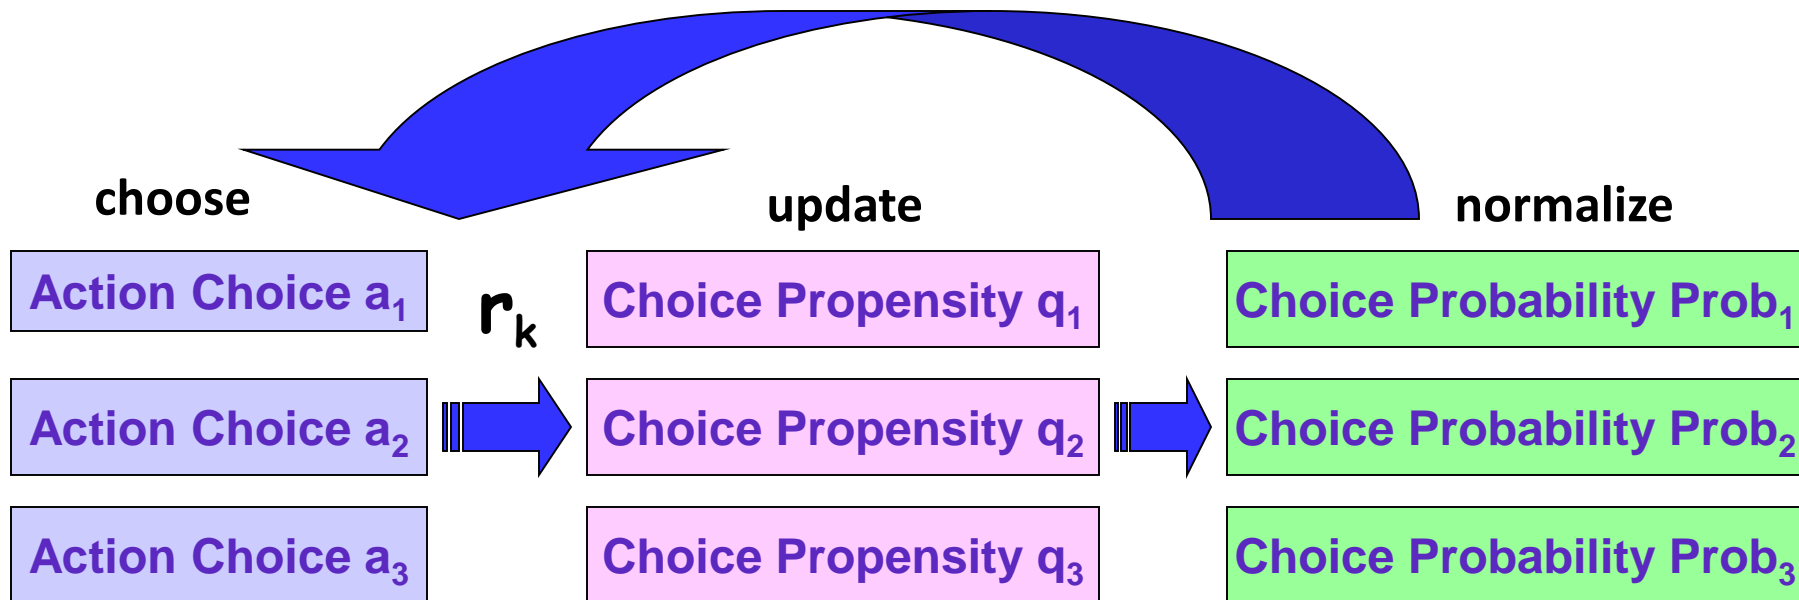 choose
update
normalize
Action Choice a₁
rₖ
Choice Propensity q₁
Choice Probability Prob₁
Action Choice a₂
Choice Propensity q₂
Choice Probability Prob₂
Action Choice a₃
Choice Propensity q₃
Choice Probability Prob₃